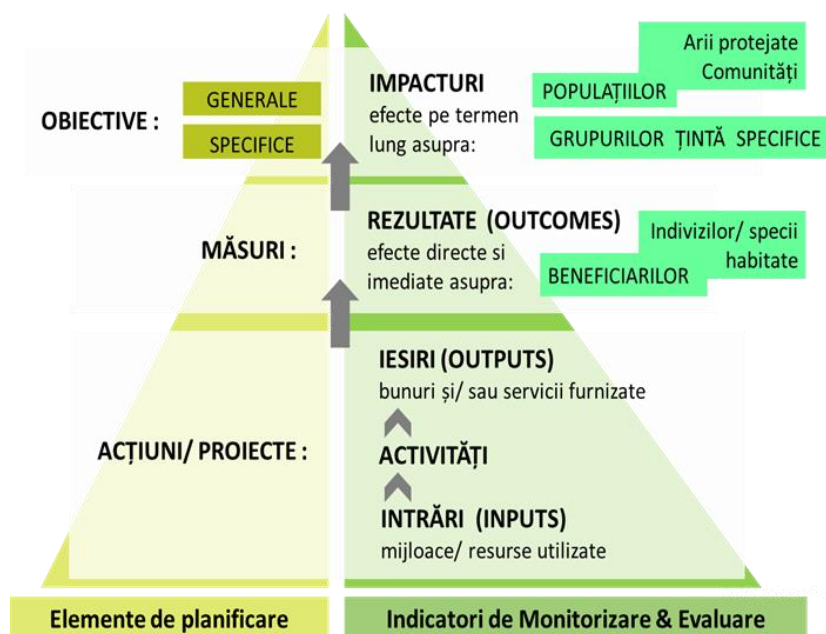 OBIECTIVE :
GENERALE
SPECIFICE
IMPACTURI
efecte pe termen
lung asupra:
Arii protejate
Comunități
POPULAȚIILOR
GRUPURILOR ȚINTĂ SPECIFICE
MĂSURI :
REZULTATE (OUTCOMES)
efecte directe si
imediate asupra:
Indivizilor/ specii
habitate
BENEFICIARILOR
ACȚIUNI/ PROIECTE :
IESIRI (OUTPUTS)
bunuri și/ sau servicii furnizate
ACTIVITĂȚI
INTRĂRI (INPUTS)
mijloace/ resurse utilizate
Elemente de planificare
Indicatori de Monitorizare & Evaluare